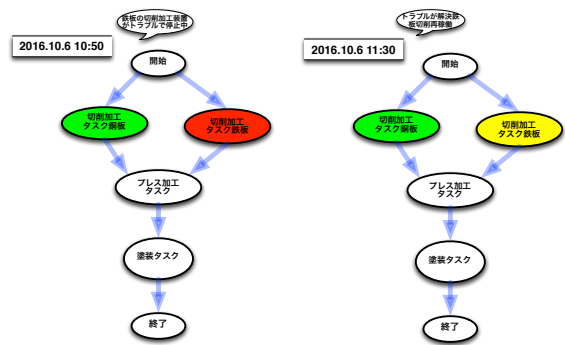 鉄板の切削加工装置
がトラブルで停止中
2016.10.6 10:50
開始
切削加工
タスク銅板
切削加工
タスク鉄板
プレス加工
タスク
塗装タスク
終了
トラブルが解決鉄
板切削再稼働
2016.10.6 11:30
開始
切削加工
タスク銅板
切削加工
タスク鉄板
プレス加工
タスク
塗装タスク
終了